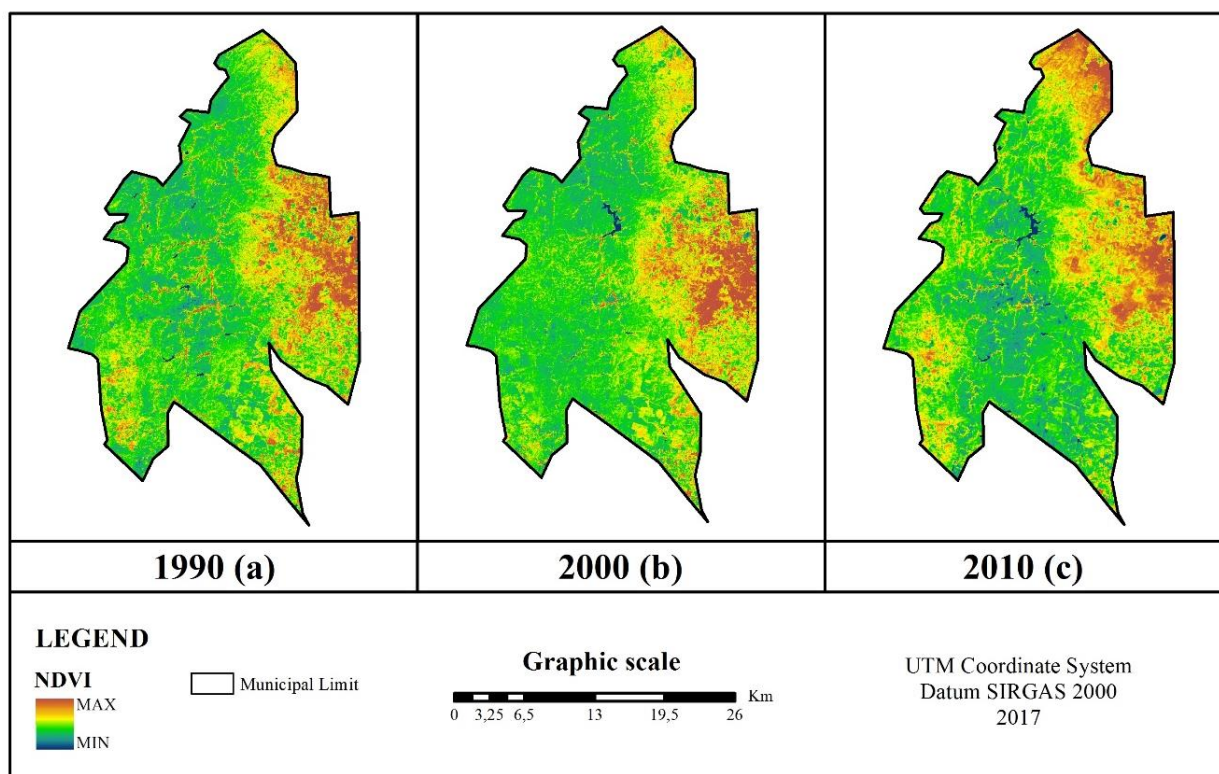 1990 (a)
2000 (b)
2010 (c)
LEGEND
NDVI
MAX
MIN
Municipal Limit
Graphic scale
Km
0 3,25 6,5 13 19,5 26
UTM Coordinate System
Datum SIRGAS 2000
2017